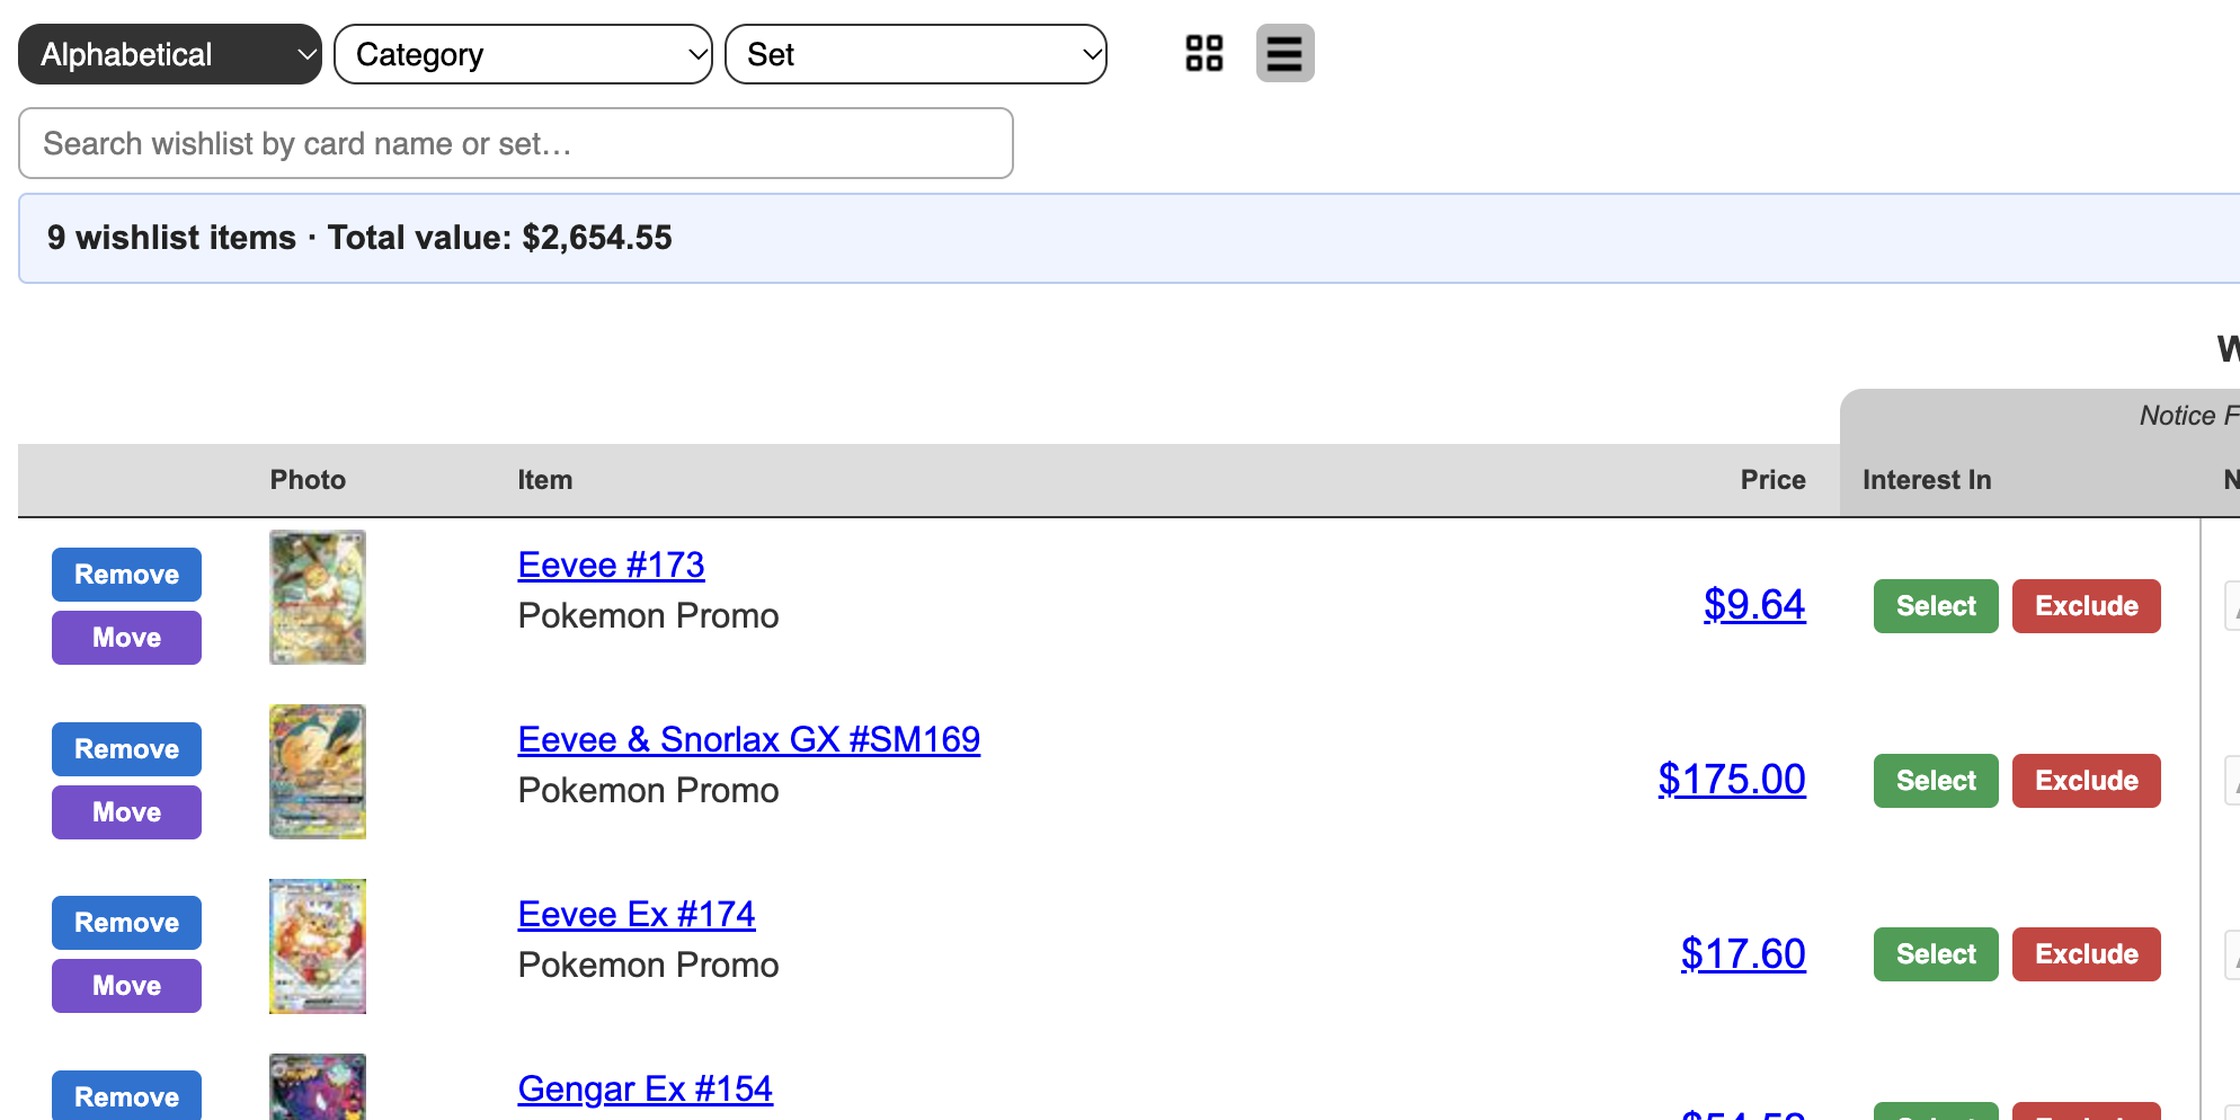 Alphabetical Category Set
Search wishlist by card name or set...
9 wishlist items · Total value: $2,654.55
Notice
Photo Item Price Interest In
Remove
Move
Eevee #173
Pokemon Promo
$9.64
Select Exclude
Remove
Move
Eevee & Snorlax GX #SM169
Pokemon Promo
$175.00
Select Exclude
Remove
Move
Eevee Ex #174
Pokemon Promo
$17.60
Select Exclude
Remove
Gengar Ex #154